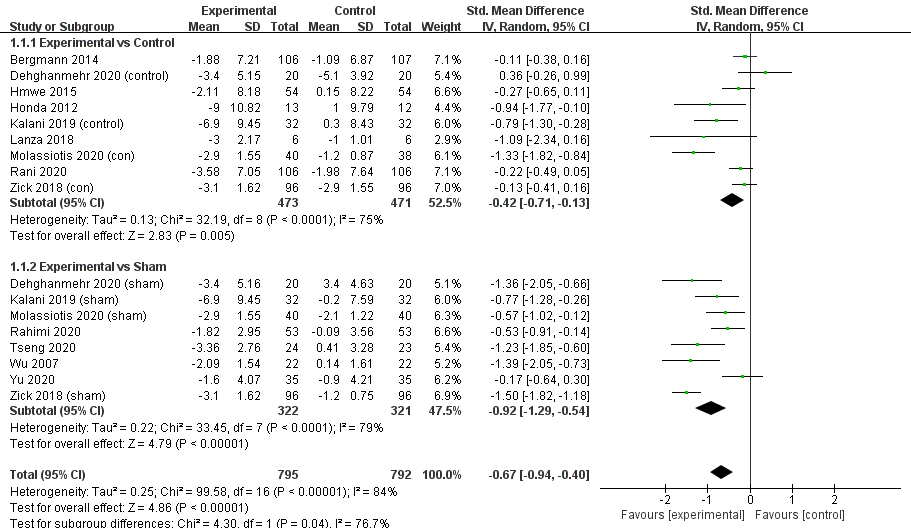 Experimental Control Std. Mean Difference Std. Mean Difference
Study or Subgroup Mean SD Total Mean SD Total Weight IV, Random, 95% CI IV, Random, 95% CI
1.1.1 Experimental vs Control
Bergmann 2014 -1.88 7.21 106 -1.09 6.87 107 7.1% -0.11 [-0.38, 0.16]
Dehghanmehr 2020 (control) -3.4 5.15 20 -5.1 3.92 20 5.4% 0.36 [-0.26, 0.99]
Hmwe 2015 -2.11 8.18 54 0.15 8.22 54 6.6% -0.27 [-0.65, 0.11]
Honda 2012 -9 10.82 13 1 9.79 12 4.4% -0.94 [-1.77, -0.10]
Kalani 2019 (control) -6.9 9.45 32 0.3 8.43 32 6.0% -0.79 [-1.30, -0.28]
Lanza 2018 -3 2.17 6 -1 1.01 6 2.9% -1.09 [-2.34, 0.16]
Molassiotis 2020 (con) -2.9 1.55 40 -1.2 0.87 38 6.1% -1.33 [-1.82, -0.84]
Rani 2020 -3.58 7.05 106 -1.98 7.64 106 7.1% -0.22 [-0.49, 0.05]
Zick 2018 (con) -3.1 1.62 96 -2.9 1.55 96 7.0% -0.13 [-0.41, 0.16]
Subtotal (95% CI) 473 471 52.5% -0.42 [-0.71, -0.13]
Heterogeneity: Tau² = 0.13; Chi² = 32.19, df = 8 (P < 0.0001); I² = 75%
Test for overall effect: Z = 2.83 (P = 0.005)
1.1.2 Experimental vs Sham
Dehghanmehr 2020 (sham) -3.4 5.16 20 3.4 4.63 20 5.1% -1.36 [-2.05, -0.66]
Kalani 2019 (sham) -6.9 9.45 32 -0.2 7.59 32 6.0% -0.77 [-1.28, -0.26]
Molassiotis 2020 (sham) -2.9 1.55 40 -2.1 1.22 40 6.3% -0.57 [-1.02, -0.12]
Rahimi 2020 -1.82 2.95 53 -0.09 3.56 53 6.6% -0.53 [-0.91, -0.14]
Tseng 2020 -3.36 2.76 24 0.41 3.28 23 5.4% -1.23 [-1.85, -0.60]
Wu 2007 -2.09 1.54 22 0.14 1.61 22 5.2% -1.39 [-2.05, -0.73]
Yu 2020 -1.6 4.07 35 -0.9 4.21 35 6.2% -0.17 [-0.64, 0.30]
Zick 2018 (sham) -3.1 1.62 96 -1.2 0.75 96 6.9% -1.50 [-1.82, -1.18]
Subtotal (95% CI) 322 321 47.5% -0.92 [-1.29, -0.54]
Heterogeneity: Tau² = 0.22; Chi² = 33.45, df = 7 (P < 0.0001); I² = 79%
Test for overall effect: Z = 4.79 (P < 0.00001)
Total (95% CI) 795 792 100.0% -0.67 [-0.94, -0.40]
Heterogeneity: Tau² = 0.25; Chi² = 99.58, df = 16 (P < 0.00001); I² = 84%
Test for overall effect: Z = 4.86 (P < 0.00001)
Test for subgroup differences: Chi² = 4.30, df = 1 (P = 0.04), I² = 76.7%
-2 -1 0 1 2
Favours [experimental] Favours [control]